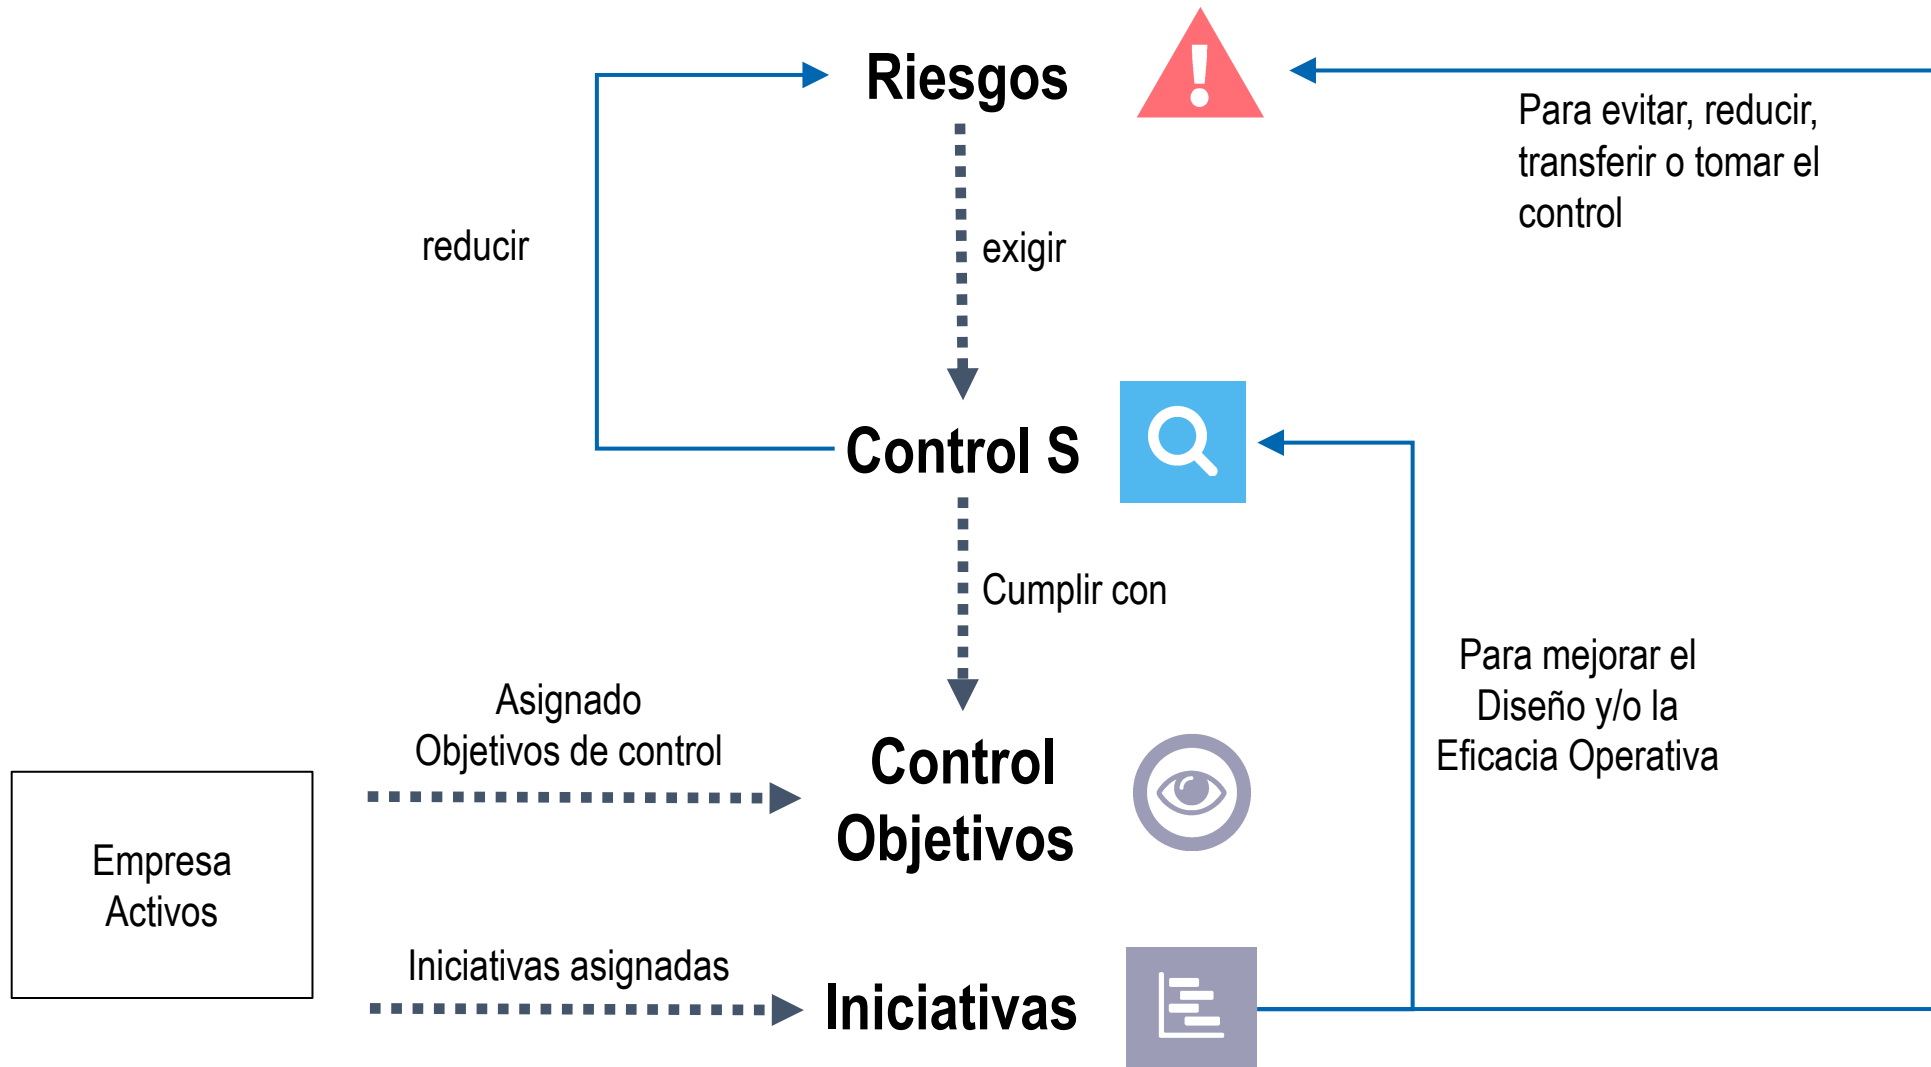 Riesgos
Para evitar, reducir,
transferir o tomar el
control
reducir
exigir
Control S
Cumplir con
Para mejorar el
Diseño y/o la
Eficacia Operativa
Asignado
Objetivos de control
Control
Objetivos
Empresa
Activos
Iniciativas asignadas
Iniciativas